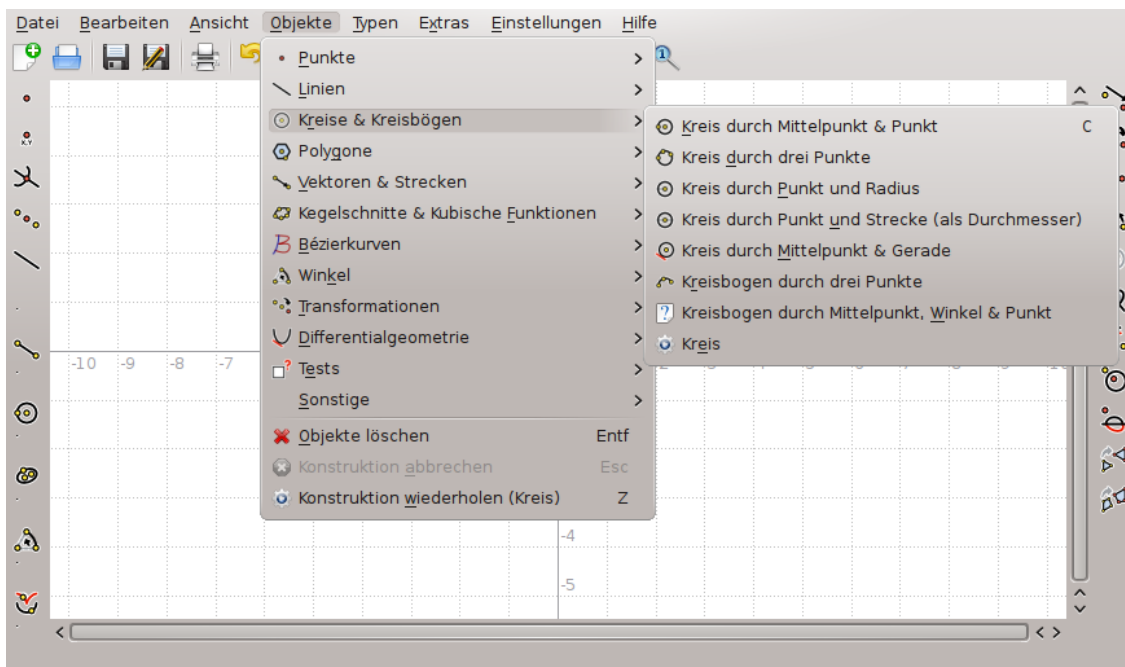 Datei Bearbeiten Ansicht Objekte Typen Extras Einstellungen Hilfe
1
Punkte
Linien
Kreise & Kreisbögen
Polygone
Vektoren & Strecken
Kegelschnitte & Kubische Funktionen
Bézierkurven
Winkel
Transformationen
Differentialgeometrie
Tests
Sonstige
Objekte löschen Entf
Konstruktion abbrechen Esc
Konstruktion wiederholen (Kreis) Z
Kreis durch Mittelpunkt & Punkt C
Kreis durch drei Punkte
Kreis durch Punkt und Radius
Kreis durch Punkt und Strecke (als Durchmesser)
Kreis durch Mittelpunkt & Gerade
Kreisbogen durch drei Punkte
Kreisbogen durch Mittelpunkt, Winkel & Punkt
Kreis
x,y
-10 -9 -8 -7
-4
-5